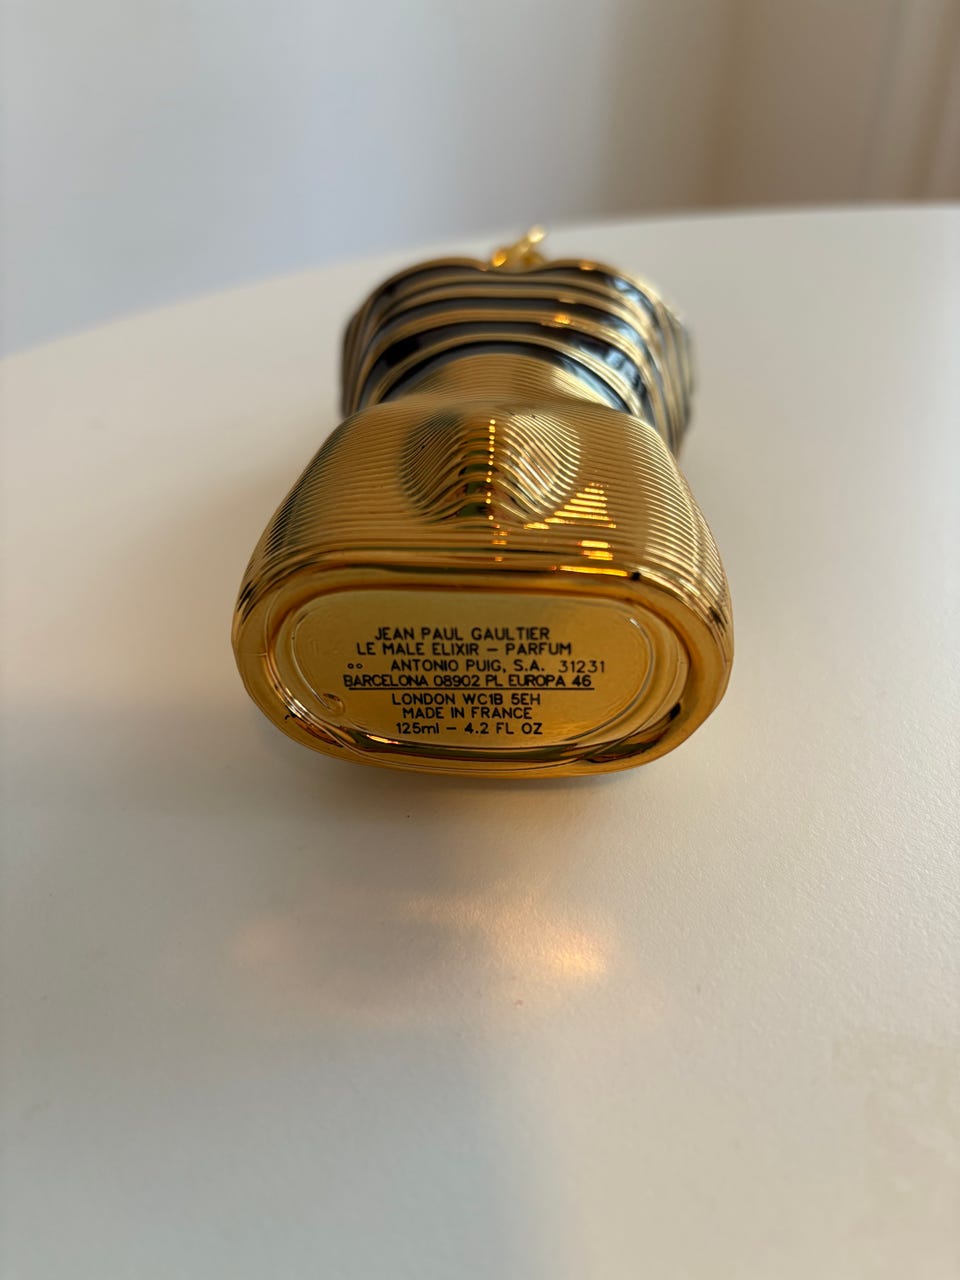 JEAN PAUL GAULTIER
LE MALE ELIXIR – PARFUM
ANTONIO PUIG, S.A. 31231
BARCELONA 08902 PL EUROPA 46
LONDON WC1B 5EH
MADE IN FRANCE
125ml – 4.2 FL OZ